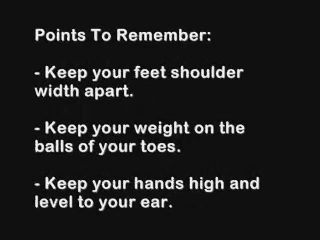 Points To Remember:
- Keep your feet shoulder
width apart.
- Keep your weight on the
balls of your toes.
- Keep your hands high and
level to your ear.